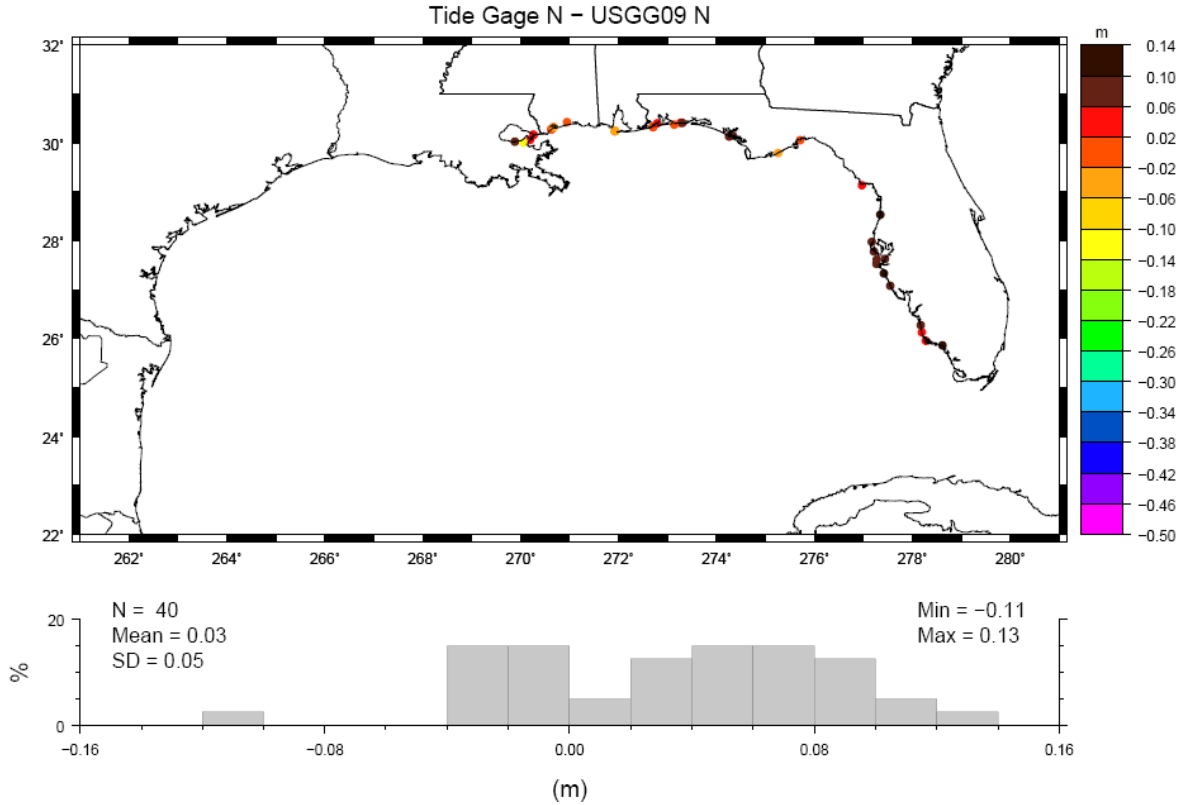 Tide Gage N − USGG09 N
m
32˚
30˚
28˚
26˚
24˚
22˚
262˚ 264˚ 266˚ 268˚ 270˚ 272˚ 274˚ 276˚ 278˚ 280˚
0.14
0.10
0.06
0.02
−0.02
−0.06
−0.10
−0.14
−0.18
−0.22
−0.26
−0.30
−0.34
−0.38
−0.42
−0.46
−0.50
N = 40
Mean = 0.03
SD = 0.05
Min = −0.11
Max = 0.13
%
20
0
−0.16 −0.08 0.00 0.08 0.16
(m)